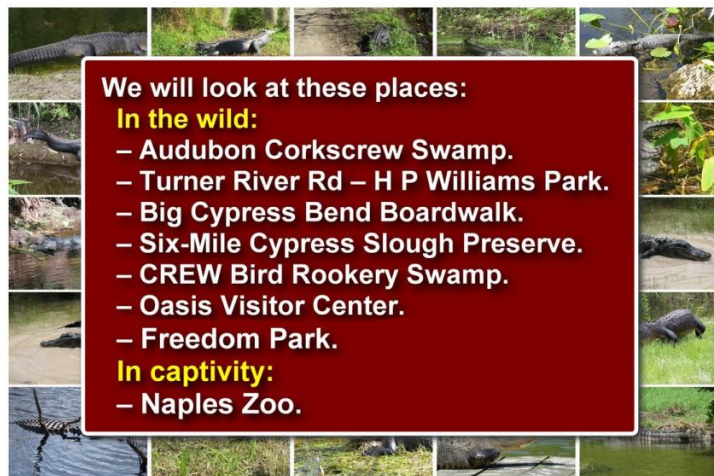 We will look at these places:
In the wild:
– Audubon Corkscrew Swamp.
– Turner River Rd – H P Williams Park.
– Big Cypress Bend Boardwalk.
– Six-Mile Cypress Slough Preserve.
– CREW Bird Rookery Swamp.
– Oasis Visitor Center.
– Freedom Park.
In captivity:
– Naples Zoo.